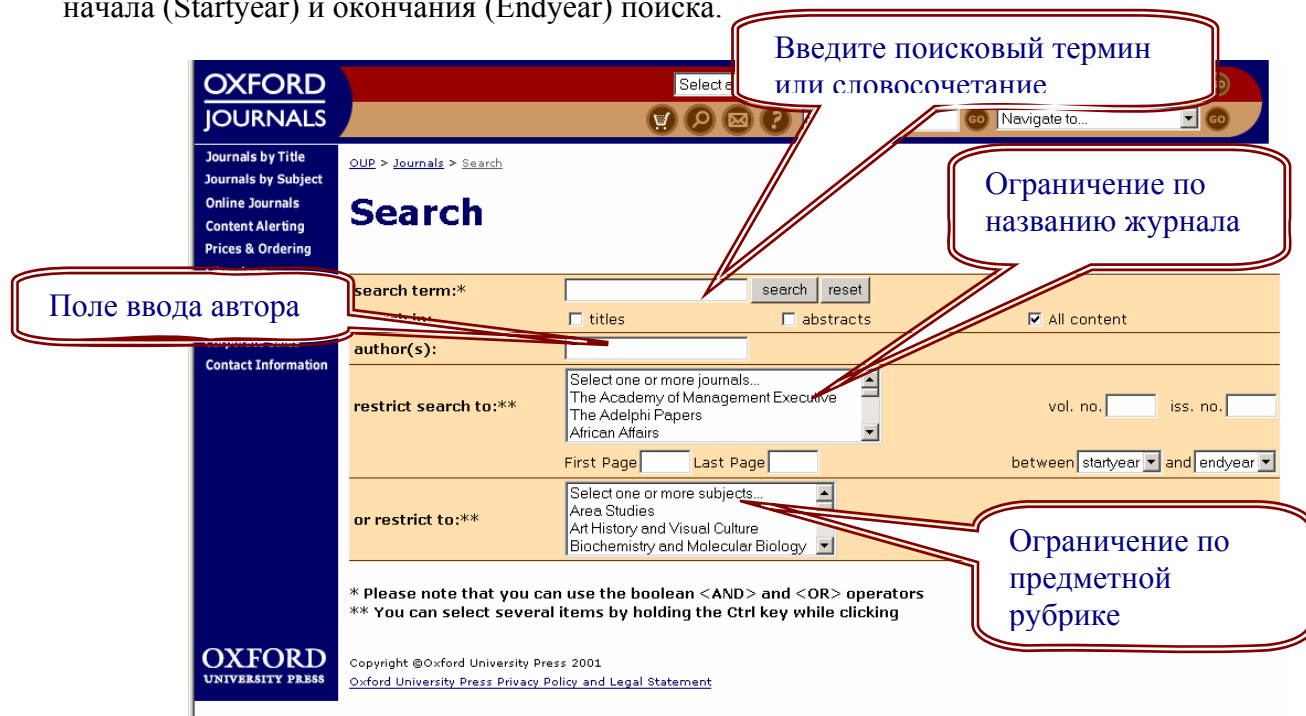 начала (Startyear) и окончания (Endyear) поиска.
Введите поисковый термин
или словосочетание
OXFORD
JOURNALS
Select a
GO
Navigate to...
GO
Journals by Title
Journals by Subject
Online Journals
Content Alerting
Prices & Ordering
Contact Information
OUP > Journals > Search
Search
Ограничение по
названию журнала
Поле ввода автора
search term:*
search
reset
titles
abstracts
All content
author(s):
restrict search to:**
Select one or more journals...
The Academy of Management Executive
The Adelphi Papers
African Affairs
vol. no.
iss. no.
First Page
Last Page
between startyear and endyear
or restrict to:**
Select one or more subjects...
Area Studies
Art History and Visual Culture
Biochemistry and Molecular Biology
Ограничение по
предметной
рубрике
* Please note that you can use the boolean <AND> and <OR> operators
** You can select several items by holding the Ctrl key while clicking
OXFORD
UNIVERSITY PRESS
Copyright ©Oxford University Press 2001
Oxford University Press Privacy Policy and Legal Statement